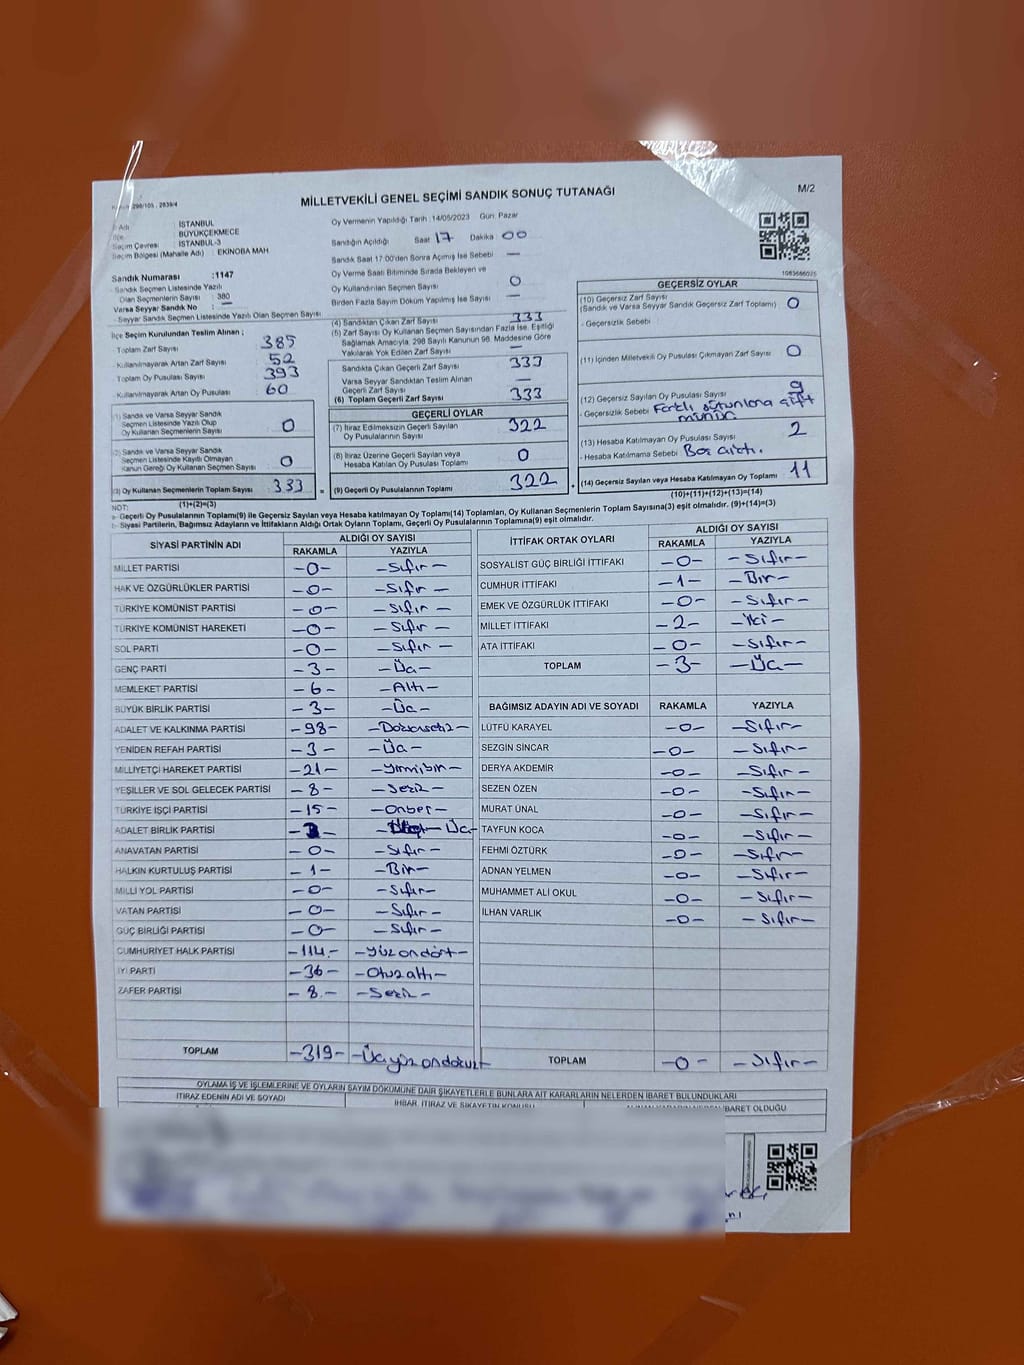 MİLLETVEKİLİ GENEL SEÇİMİ SANDIK SONUÇ TUTANAĞI
M/2
İSTANBUL
BÜYÜKÇEKMECE
Seçim Çevresi : İSTANBUL-3
Seçim Bölgesi (Mahalle Adı) : EKİNOBA MAH
Sandık Numarası :1147
Sandık Seçmen Listesinde Yazılı
Olan Seçmenlerin Sayısı : 380
Varsa Seyyar Sandık No : —
- Seyyar Sandık Seçmen Listesinde Yazılı Olan Seçmen Sayısı
Oy Vermenin Yapıldığı Tarih :14/05/2023 Gün: Pazar
Sandığın Açıldığı Saat 17 Dakika 00
Sandık Saat 17.00'den Sonra Açılmış İse Sebebi —
Oy Verme Saati Bitiminde Sırada Bekleyen ve
Oy Kullandırılan Seçmen Sayısı 0
Birden Fazla Sayım Döküm Yapılmış İse Sayısı —
İlçe Seçim Kurulundan Teslim Alınan ;
- Toplam Zarf Sayısı 385
- Kullanılmayarak Artan Zarf Sayısı 52
- Toplam Oy Pusulası Sayısı 393
- Kullanılmayarak Artan Oy Pusulası 60
(1) Sandık ve Varsa Seyyar Sandık
Seçmen Listesinde Yazılı Olup
Oy Kullanan Seçmenlerin Sayısı 0
(2) Sandık ve Varsa Seyyar Sandık
Seçmen Listesinde Kayıtlı Olmayan
Kanun Gereği Oy Kullanan Seçmen Sayısı 0
(3) Oy Kullanan Seçmenlerin Toplam Sayısı 333
(1)+(2)=(3)
(4) Sandıktan Çıkan Zarf Sayısı 333
(5) Zarf Sayısı Oy Kullanan Seçmen Sayısından Fazla İse, Eşitliği
Sağlamak Amacıyla, 298 Sayılı Kanunun 98. Maddesine Göre
Yakılarak Yok Edilen Zarf Sayısı —
Sandıkta Çıkan Geçerli Zarf Sayısı 333
Varsa Seyyar Sandıktan Teslim Alınan
Geçerli Zarf Sayısı —
(6) Toplam Geçerli Zarf Sayısı 333
GEÇERLİ OYLAR
(7) İtiraz Edilmeksizin Geçerli Sayılan
Oy Pusulalarının Sayısı 322
(8) İtiraz Üzerine Geçerli Sayılan veya
Hesaba Katılan Oy Pusulası Toplamı 0
(9) Geçerli Oy Pusulalarının Toplamı 322
1083686025
GEÇERSİZ OYLAR
(10) Geçersiz Zarf Sayısı
(Sandık ve Varsa Seyyar Sandık Geçersiz Zarf Toplamı) 0
- Geçersizlik Sebebi
(11) İçinden Milletvekili Oy Pusulası Çıkmayan Zarf Sayısı 0
(12) Geçersiz Sayılan Oy Pusulası Sayısı 9
- Geçersizlik Sebebi Farklı sütunlara çift
mühür.
(13) Hesaba Katılmayan Oy Pusulası Sayısı 2
- Hesaba Katılmama Sebebi Boş çıktı.
(14) Geçersiz Sayılan veya Hesaba Katılmayan Oy Toplamı 11
(10)+(11)+(12)+(13)=(14)
NOT:
a- Geçerli Oy Pusulalarının Toplamı(9) ile Geçersiz Sayılan veya Hesaba katılmayan Oy Toplamı(14) Toplamları, Oy Kullanan Seçmenlerin Toplam Sayısına(3) eşit olmalıdır. (9)+(14)=(3)
b- Siyasi Partilerin, Bağımsız Adayların ve İttifakların Aldığı Ortak Oyların Toplamı, Geçerli Oy Pusulalarının Toplamına(9) eşit olmalıdır.
SİYASİ PARTİNİN ADI ALDIĞI OY SAYISI
RAKAMLA YAZIYLA
MİLLET PARTİSİ -0- -Sıfır-
HAK VE ÖZGÜRLÜKLER PARTİSİ -0- -Sıfır-
TÜRKİYE KOMÜNİST PARTİSİ -0- -Sıfır-
TÜRKİYE KOMÜNİST HAREKETİ -0- -Sıfır-
SOL PARTİ -0- -Sıfır-
GENÇ PARTİ -3- -Üç-
MEMLEKET PARTİSİ -6- -Altı-
BÜYÜK BİRLİK PARTİSİ -3- -Üç-
ADALET VE KALKINMA PARTİSİ -98- -Doksansekiz-
YENİDEN REFAH PARTİSİ -3- -Üç-
MİLLİYETÇİ HAREKET PARTİSİ -21- -Yirmibir-
YEŞİLLER VE SOL GELECEK PARTİSİ -8- -Sekiz-
TÜRKİYE İŞÇİ PARTİSİ -15- -Onbeş-
ADALET BİRLİK PARTİSİ -3- Üç-
ANAVATAN PARTİSİ -0- -Sıfır-
HALKIN KURTULUŞ PARTİSİ -1- -Bir-
MİLLİ YOL PARTİSİ -0- -Sıfır-
VATAN PARTİSİ -0- -Sıfır-
GÜÇ BİRLİĞİ PARTİSİ -0- -Sıfır-
CUMHURİYET HALK PARTİSİ -114.- -Yüzondört-
İYİ PARTİ -36- -Otuzaltı-
ZAFER PARTİSİ -8.- -Sekiz-
TOPLAM -319- -Üçyüzondokuz-
İTTİFAK ORTAK OYLARI ALDIĞI OY SAYISI
RAKAMLA YAZIYLA
SOSYALİST GÜÇ BİRLİĞİ İTTİFAKI -0- -Sıfır-
CUMHUR İTTİFAKI -1- -Bir-
EMEK VE ÖZGÜRLÜK İTTİFAKI -0- -Sıfır-
MİLLET İTTİFAKI -2- -İki-
ATA İTTİFAKI -0- -Sıfır-
TOPLAM -3- -Üç-
BAĞIMSIZ ADAYIN ADI VE SOYADI RAKAMLA YAZIYLA
LÜTFÜ KARAYEL -0- -Sıfır-
SEZGİN SİNCAR -0- -Sıfır-
DERYA AKDEMİR -0- -Sıfır-
SEZEN ÖZEN -0- -Sıfır-
MURAT ÜNAL -0- -Sıfır-
TAYFUN KOCA -0- -Sıfır-
FEHMİ ÖZTÜRK -0- -Sıfır-
ADNAN YELMEN -0- -Sıfır-
MUHAMMET ALİ OKUL -0- -Sıfır-
İLHAN VARLIK -0- -Sıfır-
TOPLAM -0- -Sıfır-
OYLAMA İŞ VE İŞLEMLERİNE VE OYLARIN SAYIM DÖKÜMÜNE DAİR ŞİKAYETLERLE BUNLARA AİT KARARLARIN NELERDEN İBARET BULUNDUKLARI
İTİRAZ EDENİN ADI VE SOYADI
İHBAR, İTİRAZ VE ŞİKAYETİN KONUSU
İBARET OLDUĞU